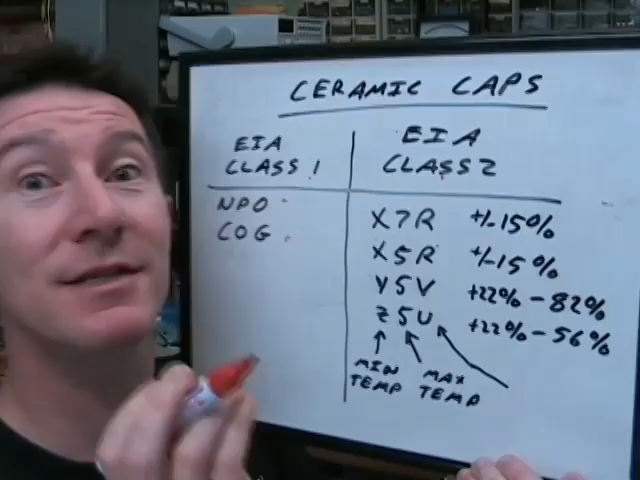 CERAMIC CAPS
EIA
CLASS 1
NPO
COG
EIA
CLASS 2
X7R +/-15%
X5R +/-15%
Y5V +22% -82%
Z5U +22% -56%
MIN
TEMP
MAX
TEMP